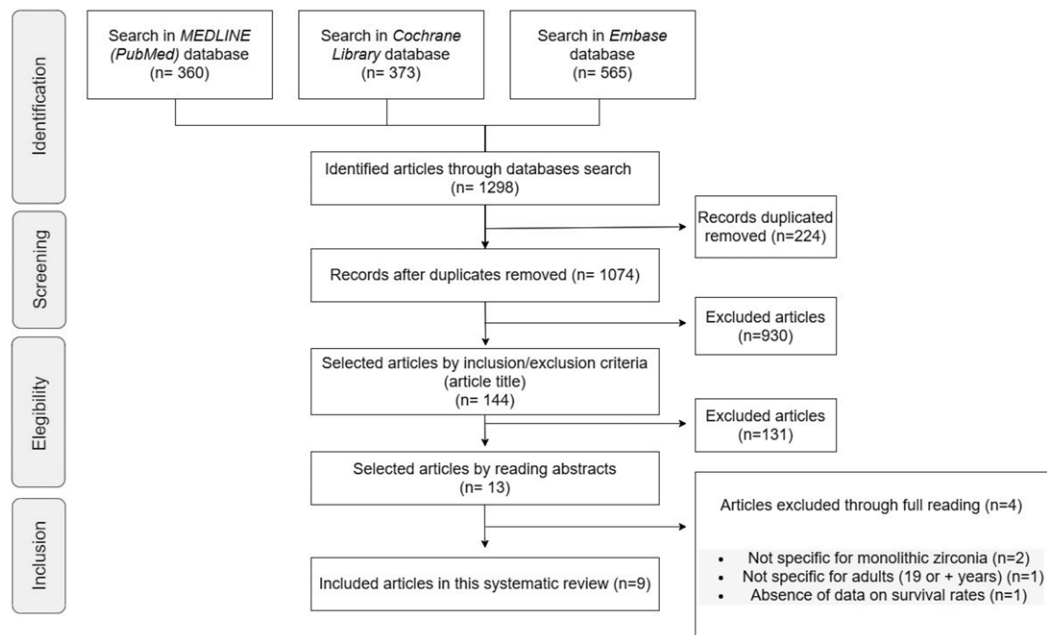 Identification
Search in MEDLINE
(PubMed) database
(n= 360)
Search in Cochrane
Library database
(n= 373)
Search in Embase
database
(n= 565)
Identified articles through databases search
(n= 1298)
Records duplicated
removed (n=224)
Screening
Records after duplicates removed (n= 1074)
Excluded articles
(n=930)
Elegibility
Selected articles by inclusion/exclusion criteria
(article title)
(n= 144)
Excluded articles
(n=131)
Selected articles by reading abstracts
(n= 13)
Inclusion
Articles excluded through full reading (n=4)
• Not specific for monolithic zirconia (n=2)
• Not specific for adults (19 or + years) (n=1)
• Absence of data on survival rates (n=1)
Included articles in this systematic review (n=9)